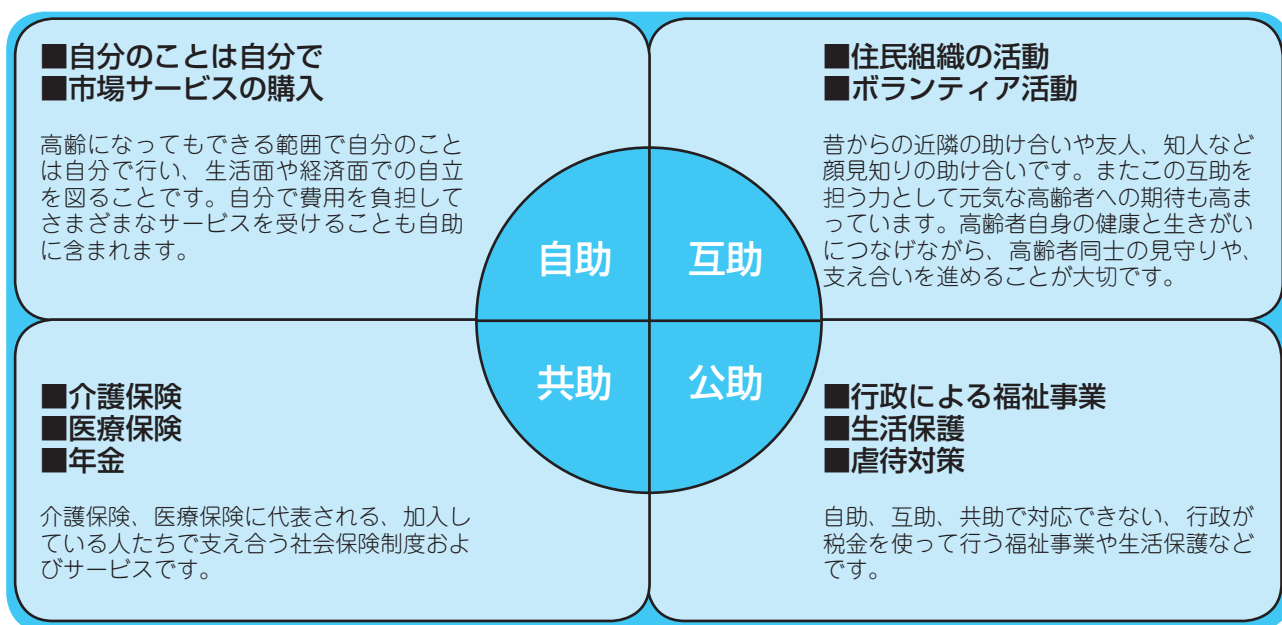 ■自分のことは自分で
■市場サービスの購入
高齢になってもできる範囲で自分のこと
は自分で行い、生活面や経済面での自立
を図ることです。自分で費用を負担して
さまざまなサービスを受けることも自助
に含まれます。
■住民組織の活動
■ボランティア活動
昔からの近隣の助け合いや友人、知人など
顔見知りの助け合いです。またこの互助を
担う力として元気な高齢者への期待も高ま
っています。高齢者自身の健康と生きがい
につなげながら、高齢者同士の見守りや、
支え合いを進めることが大切です。
自助
互助
共助
公助
■介護保険
■医療保険
■年金
介護保険、医療保険に代表される、加入し
ている人たちで支え合う社会保険制度およ
びサービスです。
■行政による福祉事業
■生活保護
■虐待対策
自助、互助、共助で対応できない、行政が
税金を使って行う福祉事業や生活保護など
です。